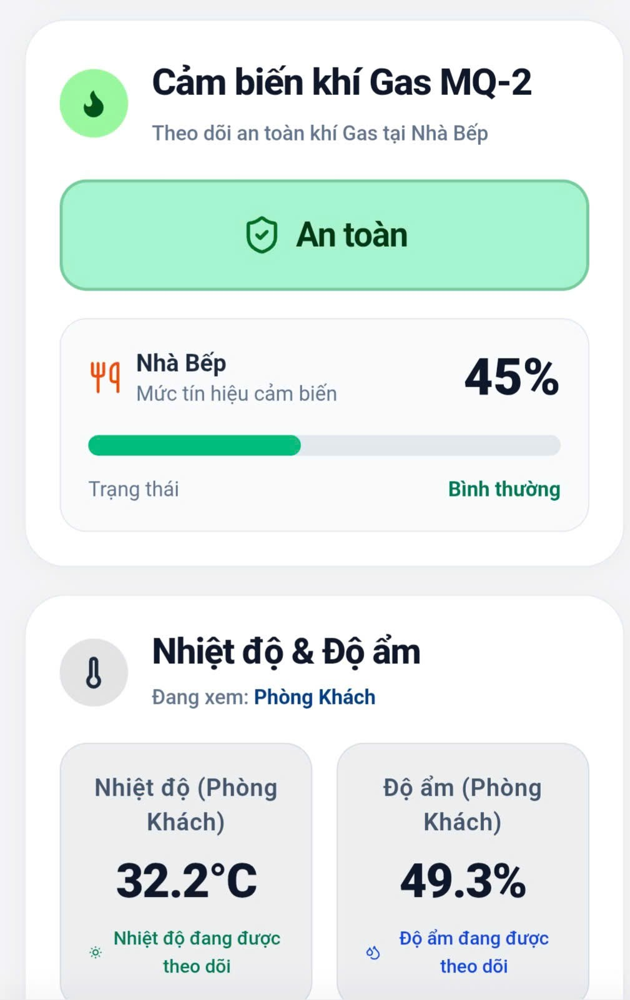 Cảm biến khí Gas MQ-2
Theo dõi an toàn khí Gas tại Nhà Bếp
An toàn
Nhà Bếp
Mức tín hiệu cảm biến
45%
Trạng thái
Bình thường
Nhiệt độ & Độ ẩm
Đang xem: Phòng Khách
Nhiệt độ (Phòng
Khách)
32.2°C
Nhiệt độ đang được
theo dõi
Độ ẩm (Phòng
Khách)
49.3%
Độ ẩm đang được
theo dõi